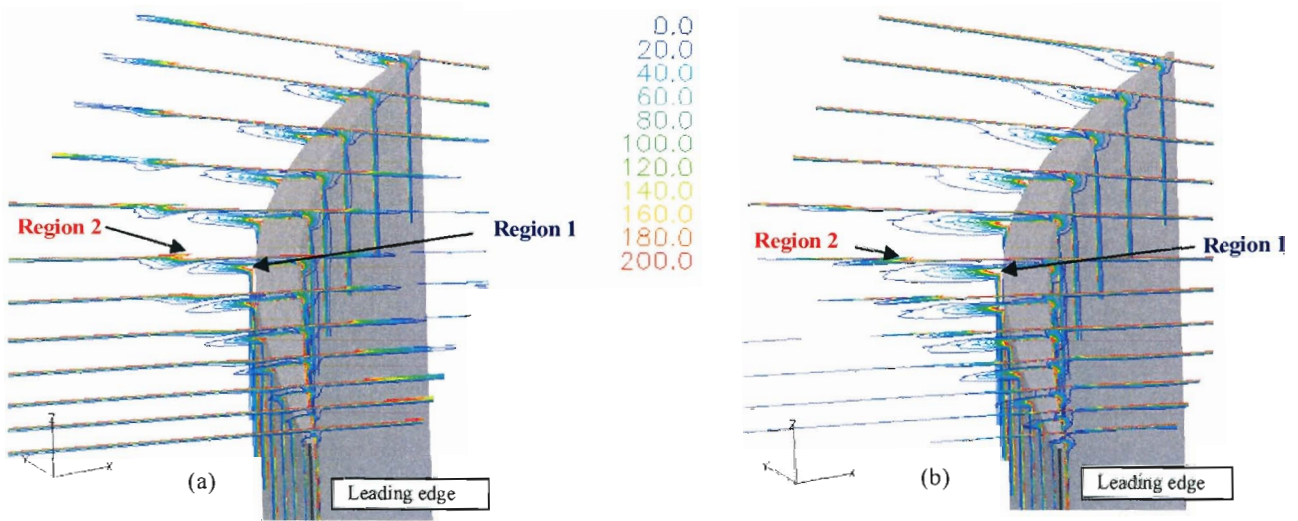 0.0
20.0
40.0
60.0
80.0
100.0
120.0
140.0
160.0
180.0
200.0
Region 2
Region 1
Z
Y
X
(a)
Leading edge
Region 2
Region 1
Z
Y
X
(b)
Leading edge